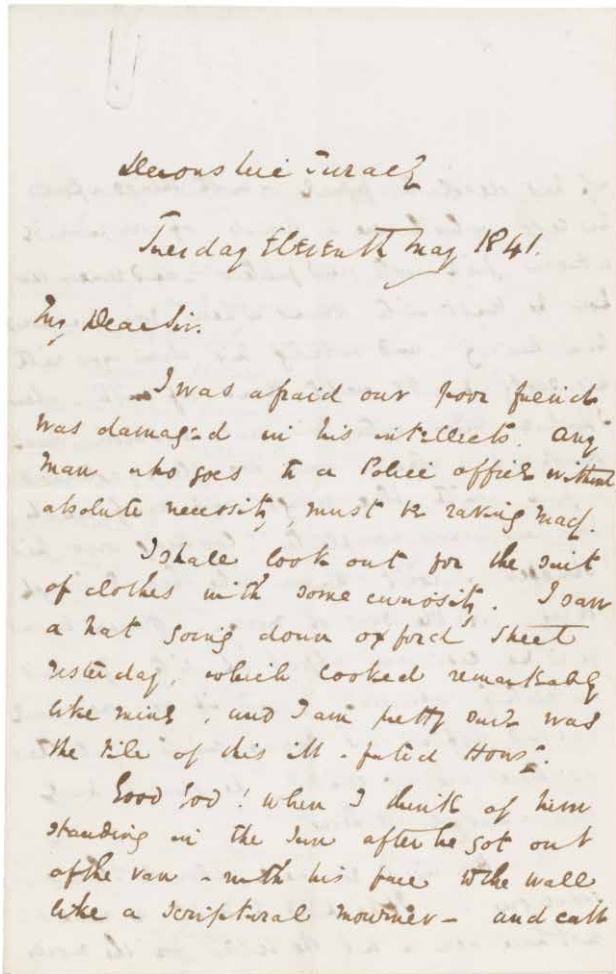 Devonshire Terrace
Tuesday Eleventh May 1841.
My Dear Sir.
I was afraid our poor friend
was damaged in his intellects. Any
man who goes to a Police office without
absolute necessity, must be raving mad.
I shall look out for the suit
of clothes with some curiosity. I saw
a hat going down Oxford Street
yesterday, which looked remarkably
like mine, and I am pretty sure was
the tile of this ill-fated
Good God! when I think of him
standing in the Sun after he got out
of the van - with his face to the wall
like a Scriptural mourner - and